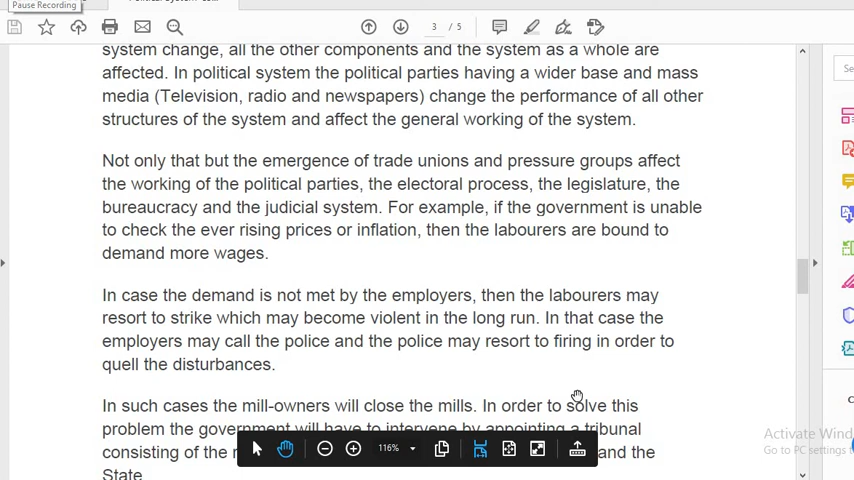 Pause Recording
3 / 5
system change, all the other components and the system as a whole are
affected. In political system the political parties having a wider base and mass
media (Television, radio and newspapers) change the performance of all other
structures of the system and affect the general working of the system.
Not only that but the emergence of trade unions and pressure groups affect
the working of the political parties, the electoral process, the legislature, the
bureaucracy and the judicial system. For example, if the government is unable
to check the ever rising prices or inflation, then the labourers are bound to
demand more wages.
In case the demand is not met by the employers, then the labourers may
resort to strike which may become violent in the long run. In that case the
employers may call the police and the police may resort to firing in order to
quell the disturbances.
In such cases the mill-owners will close the mills. In order to solve this
problem the government will have to intervene by appointing a tribunal
consisting of the and the
State.
116%
Se
Activate Wind
Go to PC settings t